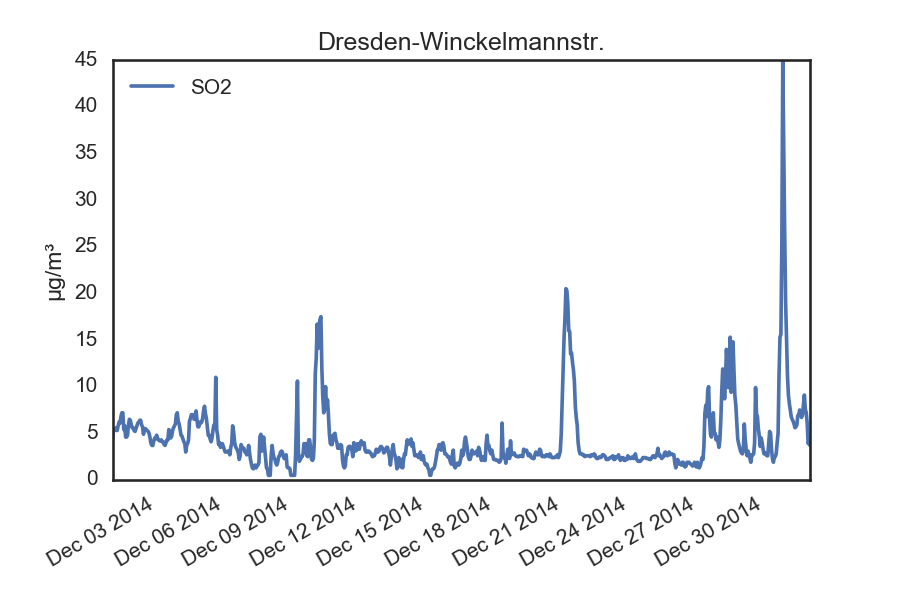 Dresden-Winckelmannstr.
45
40
35
30
25
20
15
10
5
0
µg/m³
SO2
Dec 03 2014
Dec 06 2014
Dec 09 2014
Dec 12 2014
Dec 15 2014
Dec 18 2014
Dec 21 2014
Dec 24 2014
Dec 27 2014
Dec 30 2014